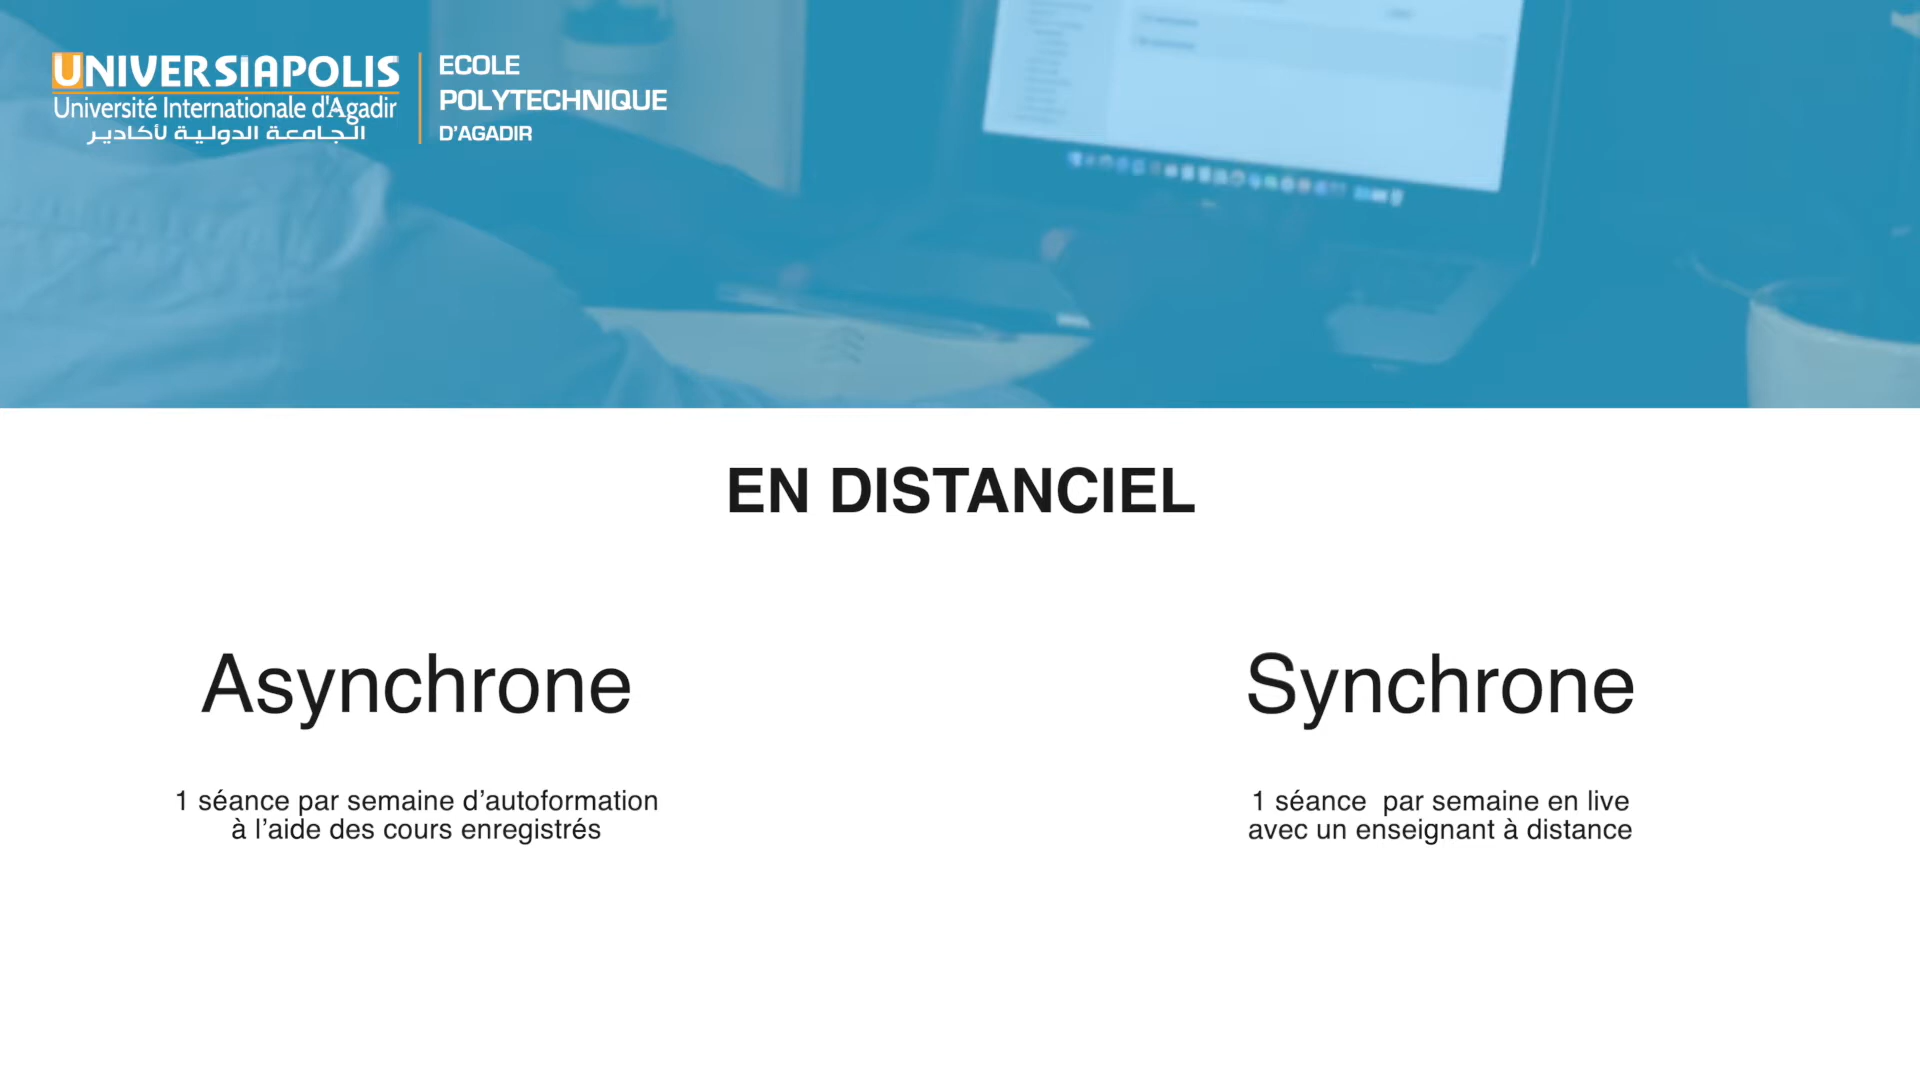 UNIVERSIAPOLIS
Université Internationale d'Agadir
الجامعة الدولية لأكادير
ECOLE
POLYTECHNIQUE
D'AGADIR
EN DISTANCIEL
Asynchrone
1 séance par semaine d’autoformation
à l’aide des cours enregistrés
Synchrone
1 séance  par semaine en live
avec un enseignant à distance